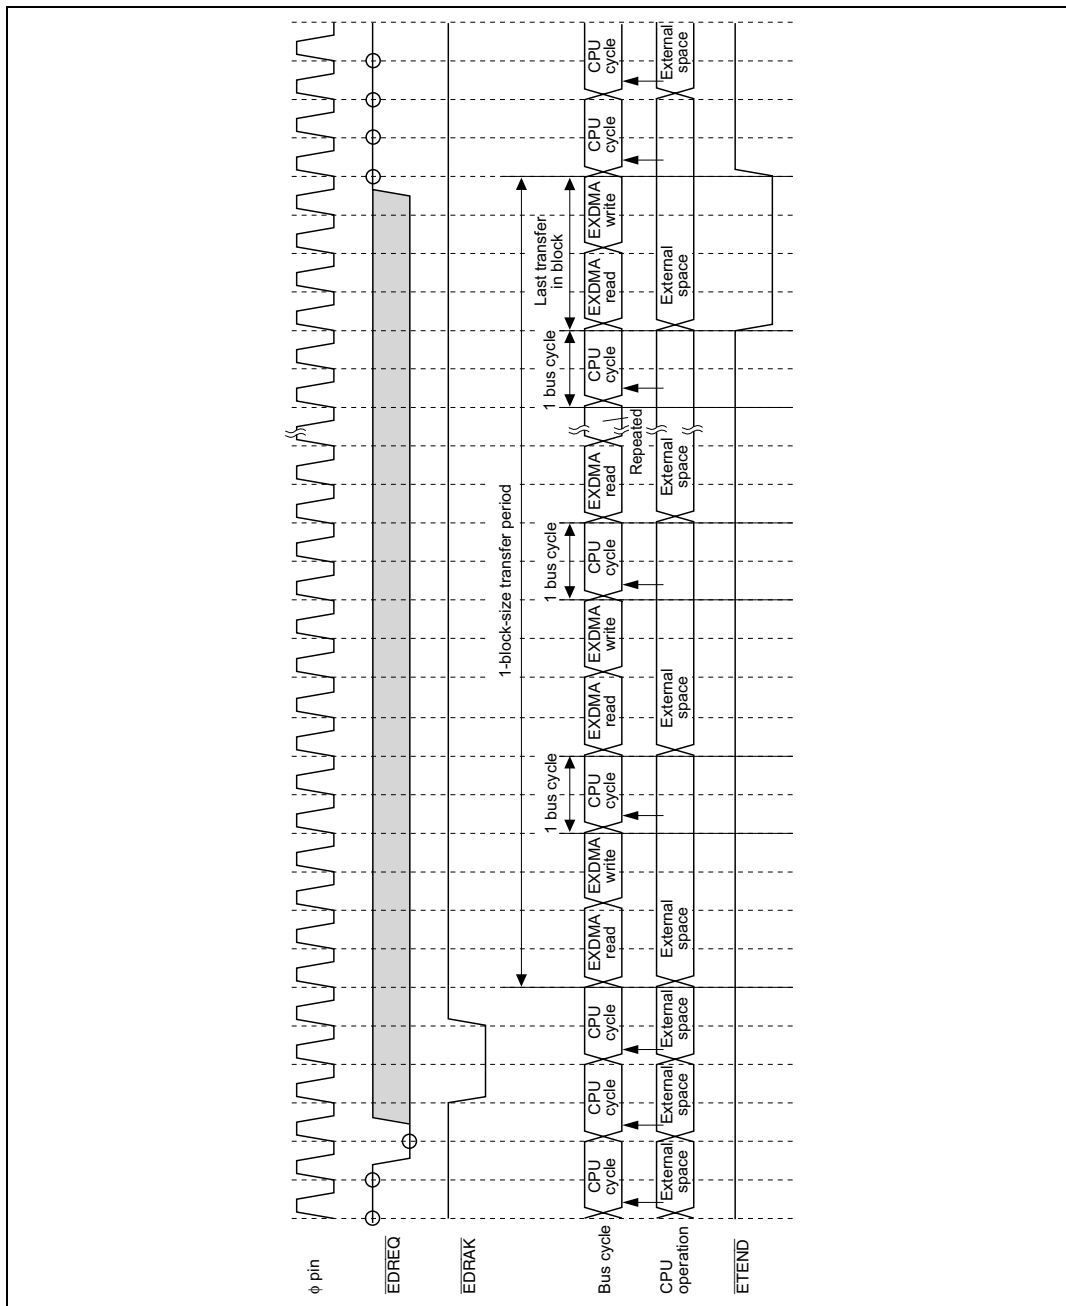 φ pin
EDREQ
EDRAK
1-block-size transfer period
Last transfer
in block
1 bus cycle
1 bus cycle
1 bus cycle
Bus cycle
CPU
cycle
CPU
cycle
CPU
cycle
EXDMA
read
EXDMA
write
CPU
cycle
EXDMA
read
EXDMA
write
CPU
cycle
EXDMA
read
CPU
cycle
EXDMA
read
EXDMA
write
CPU
cycle
CPU
cycle
Repeated
CPU
operation
External
space
External
space
External
space
External
space
External
space
External
space
External
space
External
space
ETEND